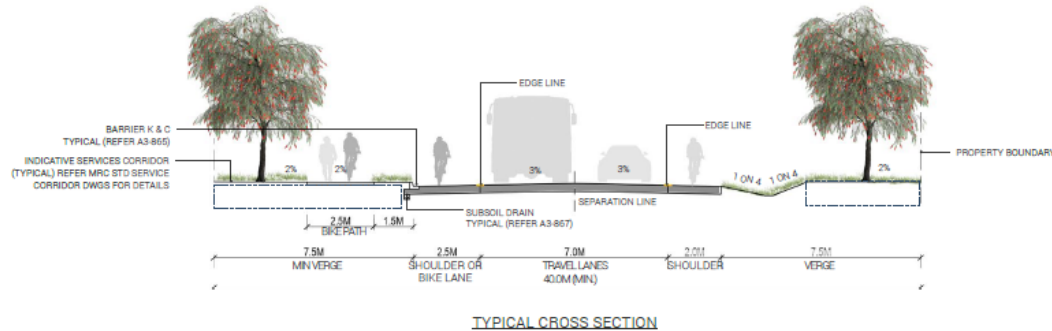 EDGE LINE
BARRIER K & C
TYPICAL (REFER A3-865)
EDGE LINE
INDICATIVE SERVICES CORRIDOR
(TYPICAL) REFER MRC STD SERVICE
CORRIDOR DWGS FOR DETAILS
PROPERTY BOUNDARY
2%
2%
3%
3%
2%
1 ON 4
1 ON 4
SUBSOIL DRAIN
TYPICAL (REFER A3-867)
SEPARATION LINE
2.5M
BIKE PATH
1.5M
7.5M
MIN VERGE
2.5M
SHOULDER OR
BIKE LANE
7.0M
TRAVEL LANES
40.0M (MIN.)
2.0M
SHOULDER
7.5M
VERGE
TYPICAL CROSS SECTION